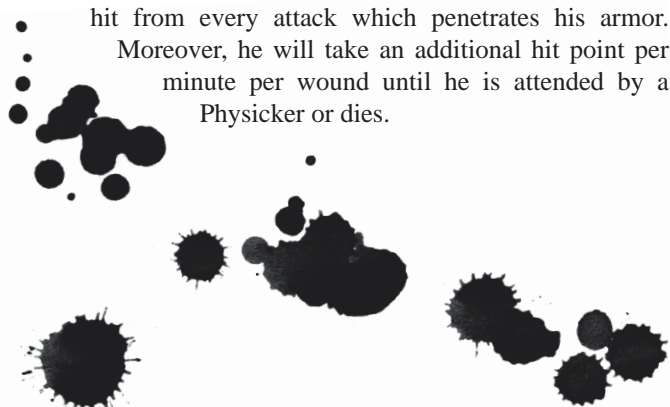 hit from every attack which penetrates his armor.
Moreover, he will take an additional hit point per
minute per wound until he is attended by a
Physicker or dies.